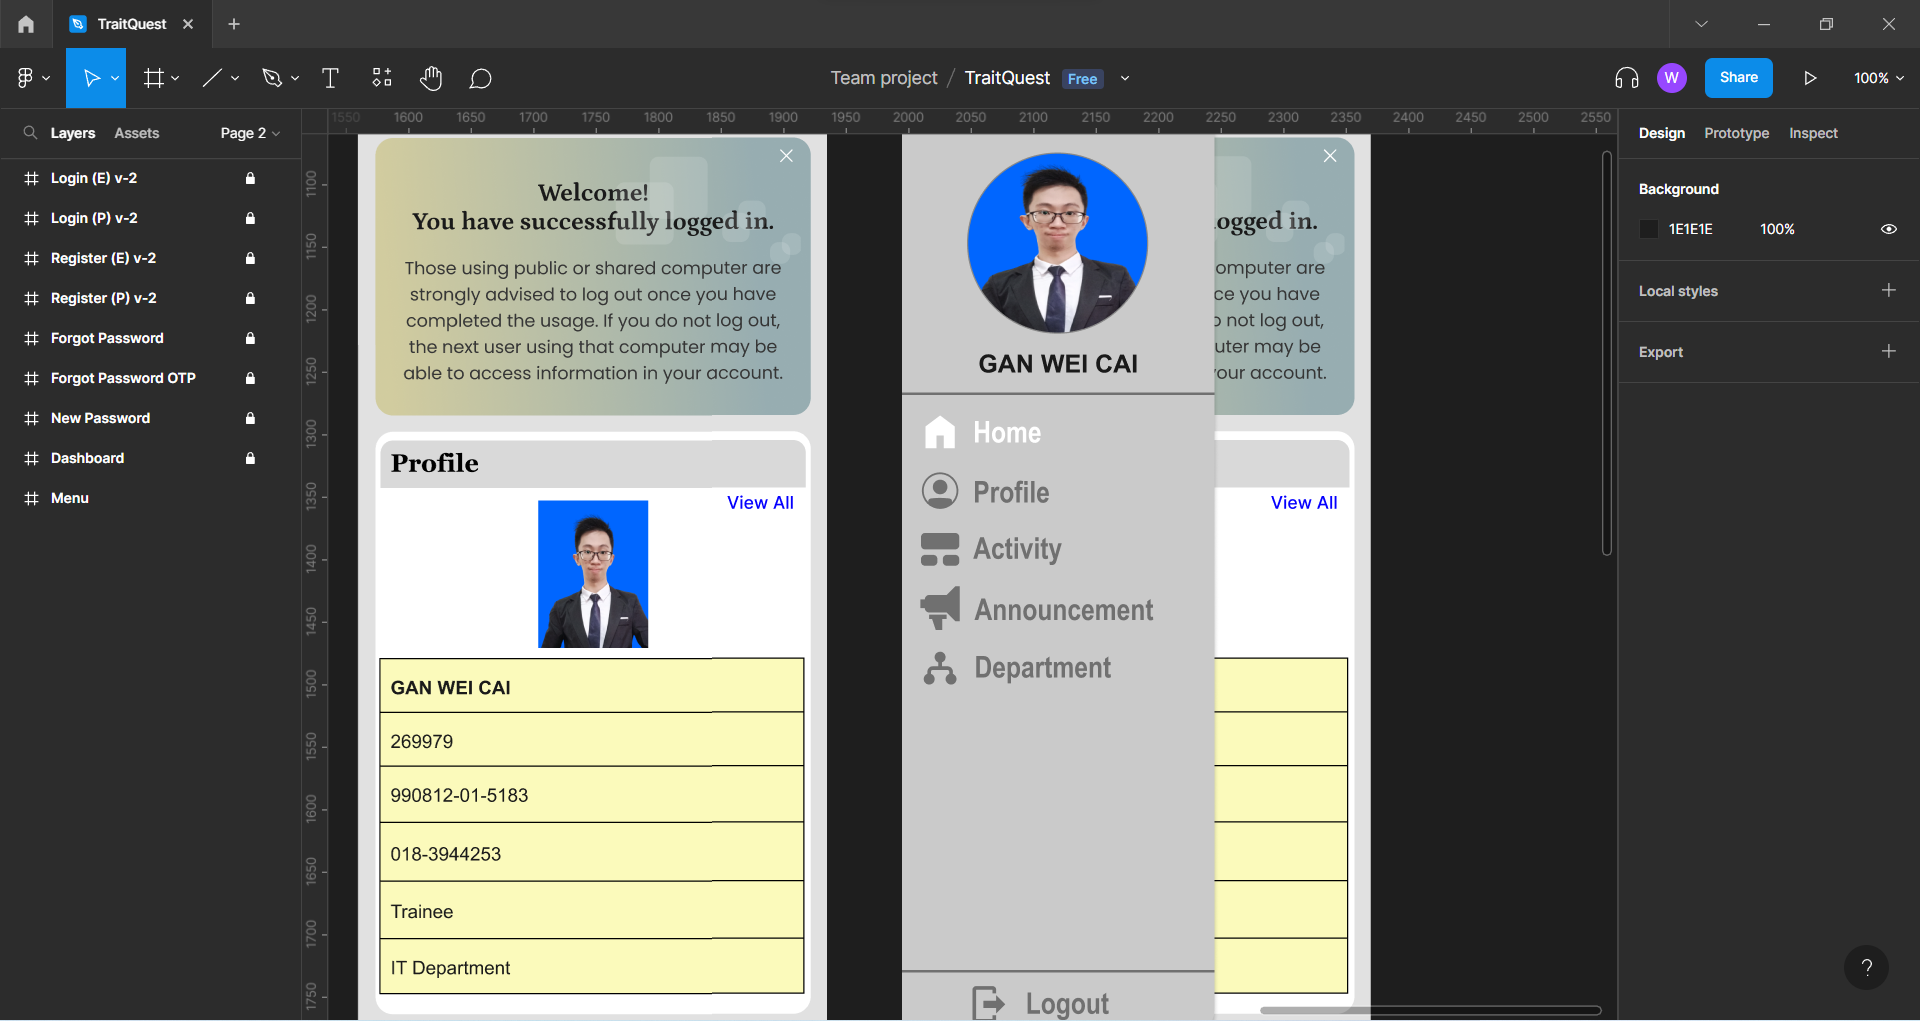 TraitQuest
Team project / TraitQuest Free
W
Share
100%
Layers
Assets
Page 2
Login (E) v-2
Login (P) v-2
Register (E) v-2
Register (P) v-2
Forgot Password
Forgot Password OTP
New Password
Dashboard
Menu
1550 1600 1650 1700 1750 1800 1850 1900 1950 2000 2050 2100 2150 2200 2250 2300 2350 2400 2450 2500 2550
1100
1150
1200
1250
1300
1350
1400
1450
1500
1550
1600
1650
1700
1750
Welcome!
You have successfully logged in.
Those using public or shared computer are
strongly advised to log out once you have
completed the usage. If you do not log out,
the next user using that computer may be
able to access information in your account.
Profile
View All
GAN WEI CAI
269979
990812-01-5183
018-3944253
Trainee
IT Department
GAN WEI CAI
Home
Profile
Activity
Announcement
Department
Logout
ogged in.
omputer are
ce you have
o not log out,
uter may be
our account.
View All
Design
Prototype
Inspect
Background
1E1E1E
100%
Local styles
Export
?